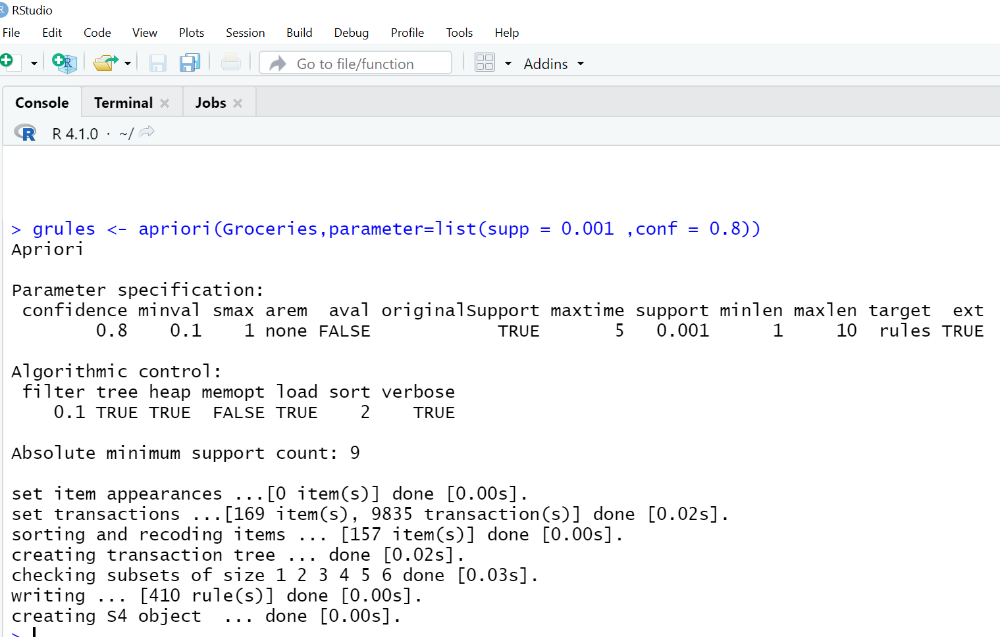 RStudio
File Edit Code View Plots Session Build Debug Profile Tools Help
Go to file/function Addins
Console Terminal Jobs
R 4.1.0 · ~/
> grules <- apriori(Groceries,parameter=list(supp = 0.001 ,conf = 0.8))
Apriori
Parameter specification:
 confidence minval smax arem  aval originalSupport maxtime support minlen maxlen target  ext
        0.8    0.1    1 none FALSE            TRUE       5   0.001      1     10  rules TRUE
Algorithmic control:
 filter tree heap memopt load sort verbose
    0.1 TRUE TRUE  FALSE TRUE    2    TRUE
Absolute minimum support count: 9
set item appearances ...[0 item(s)] done [0.00s].
set transactions ...[169 item(s), 9835 transaction(s)] done [0.02s].
sorting and recoding items ... [157 item(s)] done [0.00s].
creating transaction tree ... done [0.02s].
checking subsets of size 1 2 3 4 5 6 done [0.03s].
writing ... [410 rule(s)] done [0.00s].
creating S4 object  ... done [0.00s].
>